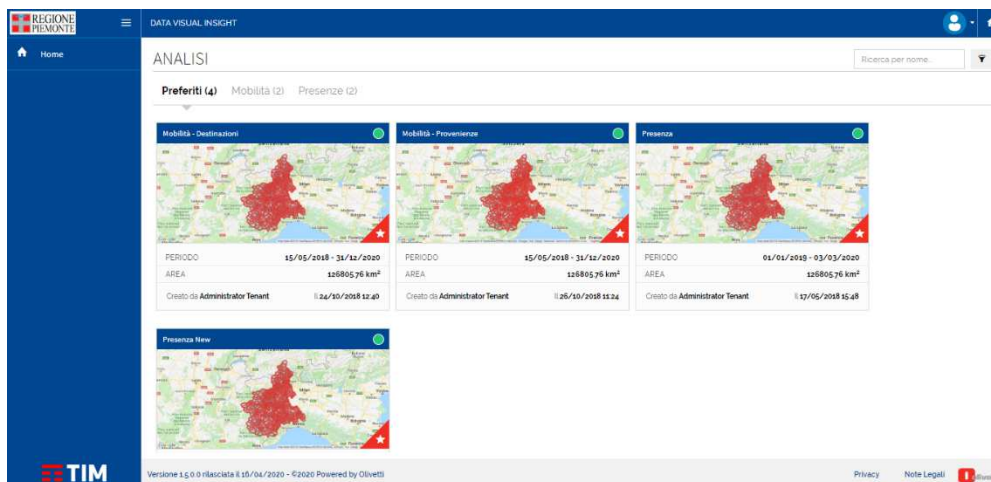 REGIONE
PIEMONTE
DATA VISUAL INSIGHT
Home
ANALISI
Ricerca per nome.
Preferiti (4) Mobilità (2) Presenze (2)
Mobilità - Destinazioni
PERIODO 15/05/2018 - 31/12/2020
AREA 126805.76 km²
Creato da Administrator Tenant Il 24/10/2018 12:40
Mobilità - Provenienze
PERIODO 15/05/2018 - 31/12/2020
AREA 126805.76 km²
Creato da Administrator Tenant Il 26/10/2018 11:24
Presenza
PERIODO 01/01/2019 - 03/03/2020
AREA 126805.76 km²
Creato da Administrator Tenant Il 17/05/2018 15:48
Presenza New
TIM
Versione 1.5.0.0 rilasciata il 16/04/2020 - ©2020 Powered by Olivetti
Privacy Note Legali